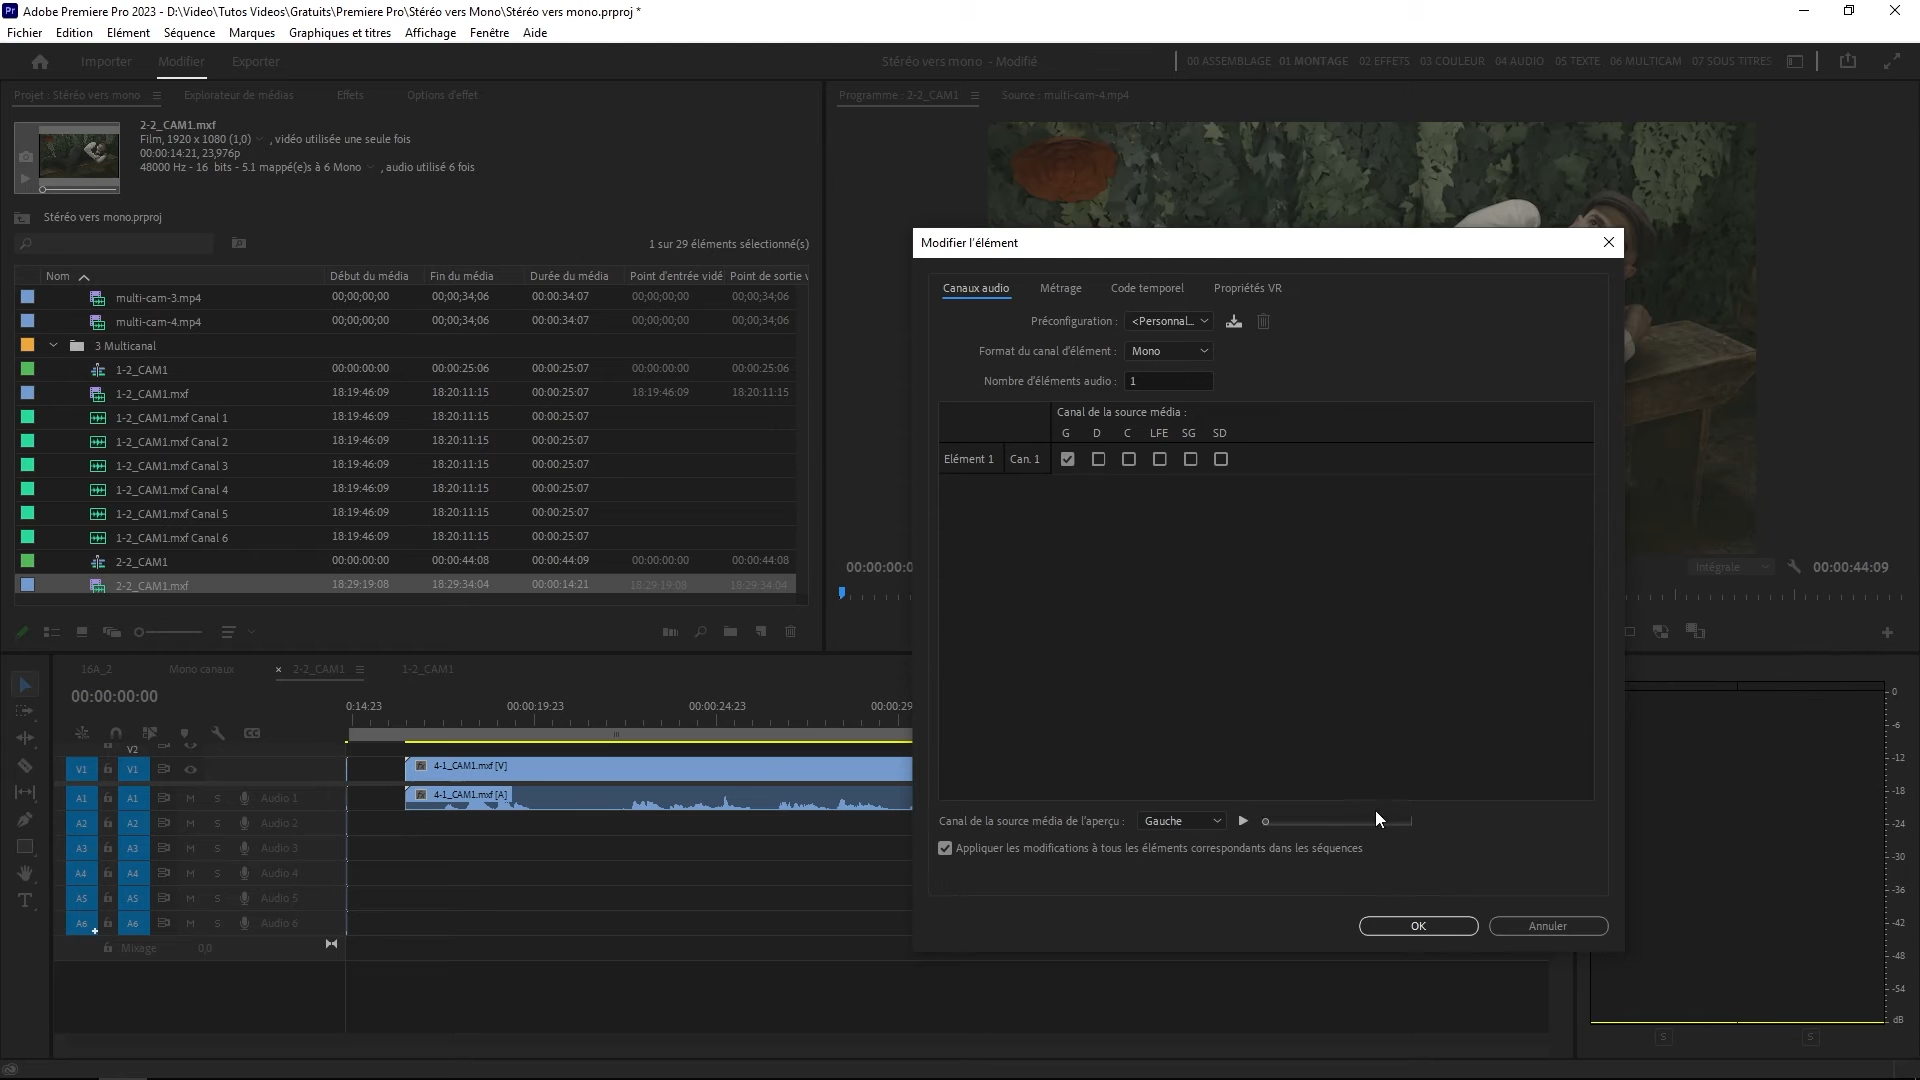 Adobe Premiere Pro 2023 - D:\Video\Tutos Videos\Gratuits\Premiere Pro\Stéréo vers Mono\Stéréo vers mono.prproj *
Fichier Edition Elément Séquence Marques Graphiques et titres Affichage Fenêtre Aide
Importer Modifier Exporter Stéréo vers mono - Modifié 00 ASSEMBLAGE 01 MONTAGE 02 EFFETS 03 COULEUR 04 AUDIO 05 TEXTE 06 MULTICAM 07 SOUS TITRES
Projet : Stéréo vers mono Explorateur de médias Effets Options d'effet
Programme : 2-2_CAM1 Source : multi-cam-4.mp4
2-2_CAM1.mxf
Film, 1920 x 1080 (1,0) , vidéo utilisée une seule fois
00:00:14:21, 23,976p
48000 Hz - 16 bits - 5.1 mappé(e)s à 6 Mono , audio utilisé 6 fois
Stéréo vers mono.prproj
1 sur 29 éléments sélectionné(s)
Nom Début du média Fin du média Durée du média Point d'entrée vidé Point de sortie v
multi-cam-3.mp4 00;00;00;00 00;00;34;06 00:00:34:07 00;00;00;00 00;00;34;06
multi-cam-4.mp4 00;00;00;00 00;00;34;06 00:00:34:07 00;00;00;00 00;00;34;06
3 Multicanal
1-2_CAM1 00:00:00:00 00:00:25:06 00:00:25:07 00:00:00:00 00:00:25:06
1-2_CAM1.mxf 18:19:46:09 18:20:11:15 00:00:25:07 18:19:46:09 18:20:11:15
1-2_CAM1.mxf Canal 1 18:19:46:09 18:20:11:15 00:00:25:07
1-2_CAM1.mxf Canal 2 18:19:46:09 18:20:11:15 00:00:25:07
1-2_CAM1.mxf Canal 3 18:19:46:09 18:20:11:15 00:00:25:07
1-2_CAM1.mxf Canal 4 18:19:46:09 18:20:11:15 00:00:25:07
1-2_CAM1.mxf Canal 5 18:19:46:09 18:20:11:15 00:00:25:07
1-2_CAM1.mxf Canal 6 18:19:46:09 18:20:11:15 00:00:25:07
2-2_CAM1 00:00:00:00 00:00:44:08 00:00:44:09 00:00:00:00 00:00:44:08
2-2_CAM1.mxf 18:29:19:08 18:29:34:04 00:00:14:21 18:29:19:08 18:29:34:04
Modifier l'élément
Canaux audio Métrage Code temporel Propriétés VR
Préconfiguration : <Personnal...
Format du canal d'élément : Mono
Nombre d'éléments audio : 1
Canal de la source média :
G D C LFE SG SD
Elément 1 Can. 1
Canal de la source média de l'aperçu : Gauche
Appliquer les modifications à tous les éléments correspondants dans les séquences
OK Annuler
00:00:00:0 Intégrale 00:00:44:09
16A_2 Mono canaux × 2-2_CAM1 1-2_CAM1
00:00:00:00
0:14:23 00:00:19:23 00:00:24:23 00:00:29
V2
V1 V1 4-1_CAM1.mxf [V]
A1 A1 M S Audio 1 4-1_CAM1.mxf [A]
A2 A2 M S Audio 2
A3 A3 M S Audio 3
A4 A4 M S Audio 4
A5 A5 M S Audio 5
A6 A6 M S Audio 6
Mixage 0,0
0
-6
-12
-18
-24
-30
-36
-42
-48
-54
dB
S S